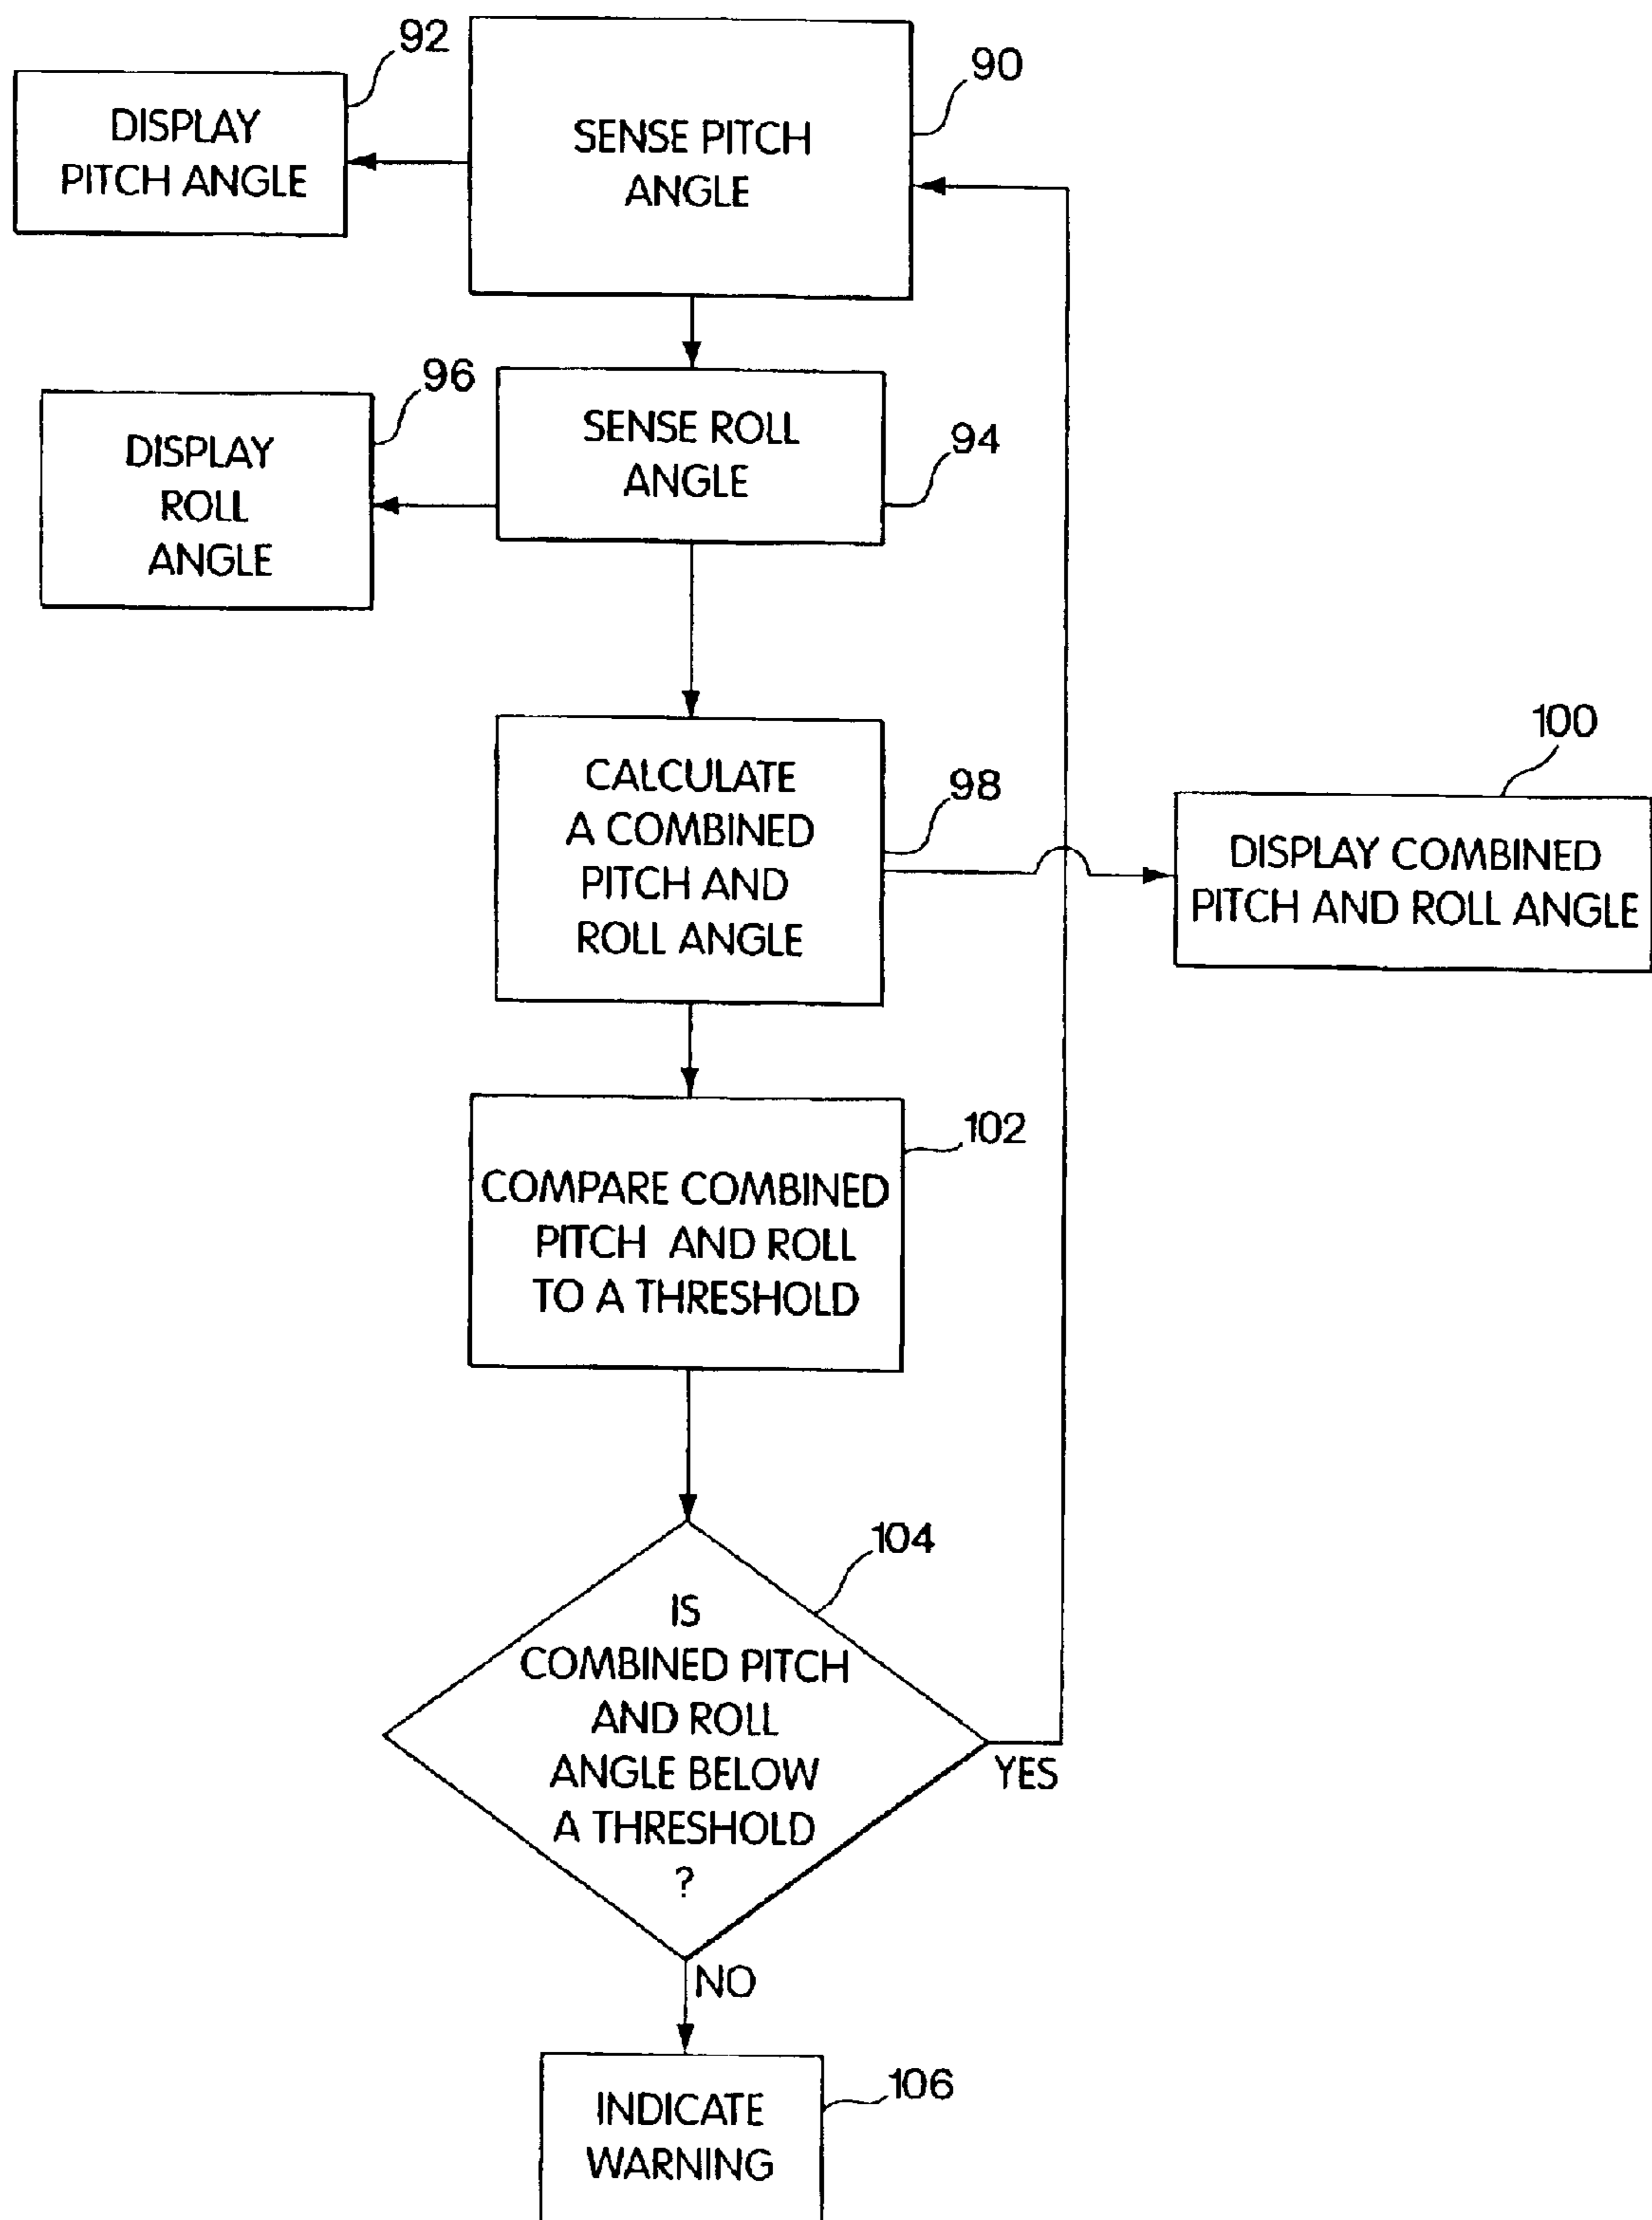 92
DISPLAY
PITCH ANGLE
90
SENSE PITCH
ANGLE
96
DISPLAY
ROLL
ANGLE
SENSE ROLL
ANGLE
94
CALCULATE
A COMBINED
PITCH AND
ROLL ANGLE
98
100
DISPLAY COMBINED
PITCH AND ROLL ANGLE
102
COMPARE COMBINED
PITCH AND ROLL
TO A THRESHOLD
104
IS
COMBINED PITCH
AND ROLL
ANGLE BELOW
A THRESHOLD
?
YES
NO
106
INDICATE
WARNING